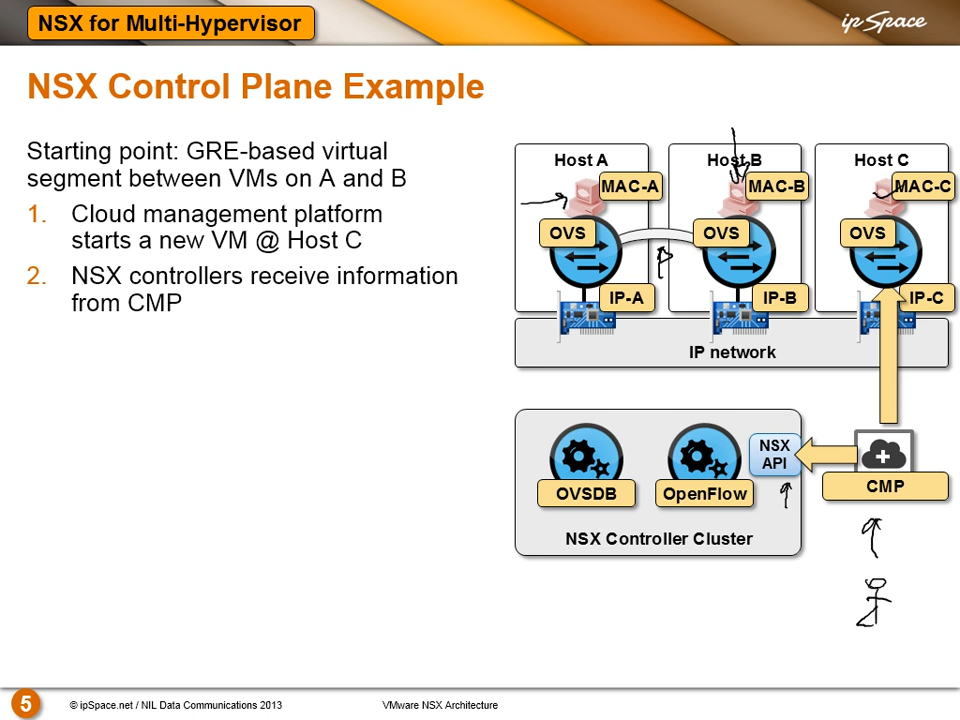 NSX for Multi-Hypervisor
ipSpace
NSX Control Plane Example
Starting point: GRE-based virtual
segment between VMs on A and B
1. Cloud management platform
starts a new VM @ Host C
2. NSX controllers receive information
from CMP
Host A
Host B
Host C
MAC-A
MAC-B
MAC-C
OVS
OVS
OVS
IP-A
IP-B
IP-C
IP network
NSX
API
OVSDB
OpenFlow
CMP
NSX Controller Cluster
5
© ipSpace.net / NIL Data Communications 2013
VMware NSX Architecture